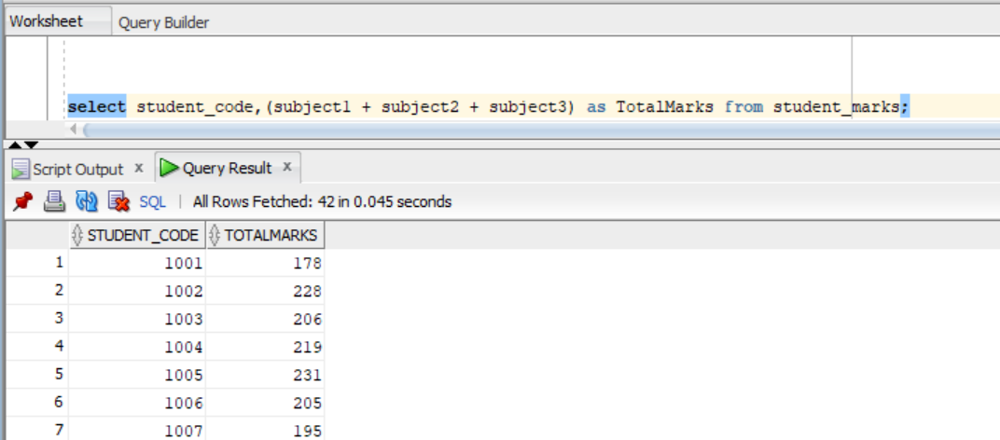 Worksheet Query Builder
select student_code,(subject1 + subject2 + subject3) as TotalMarks from student_marks;
Script Output x Query Result x
SQL | All Rows Fetched: 42 in 0.045 seconds
STUDENT_CODE TOTALMARKS
1 1001 178
2 1002 228
3 1003 206
4 1004 219
5 1005 231
6 1006 205
7 1007 195